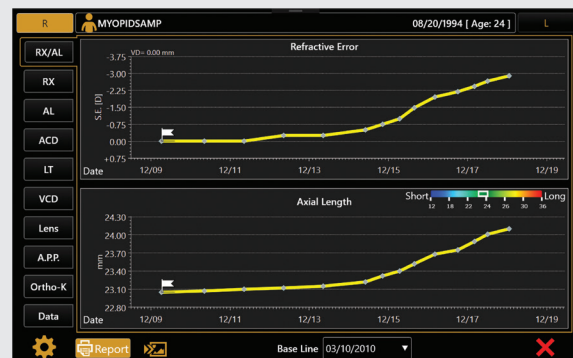 R MYOPIDSAMP 08/20/1994 [ Age: 24 ] L
RX/AL
RX
AL
ACD
LT
VCD
Lens
A.P.P.
Ortho-K
Data
Refractive Error
VD= 0.00 mm
S.E. [D]
-3.75
-3.00
-2.25
-1.50
-0.75
0.00
+0.75
Date 12/09 12/11 12/13 12/15 12/17 12/19
Axial Length
Short Long
12 18 22 24 26 30 36
mm
24.30
24.00
23.70
23.40
23.10
22.80
Date 12/09 12/11 12/13 12/15 12/17 12/19
Report
Base Line 03/10/2010